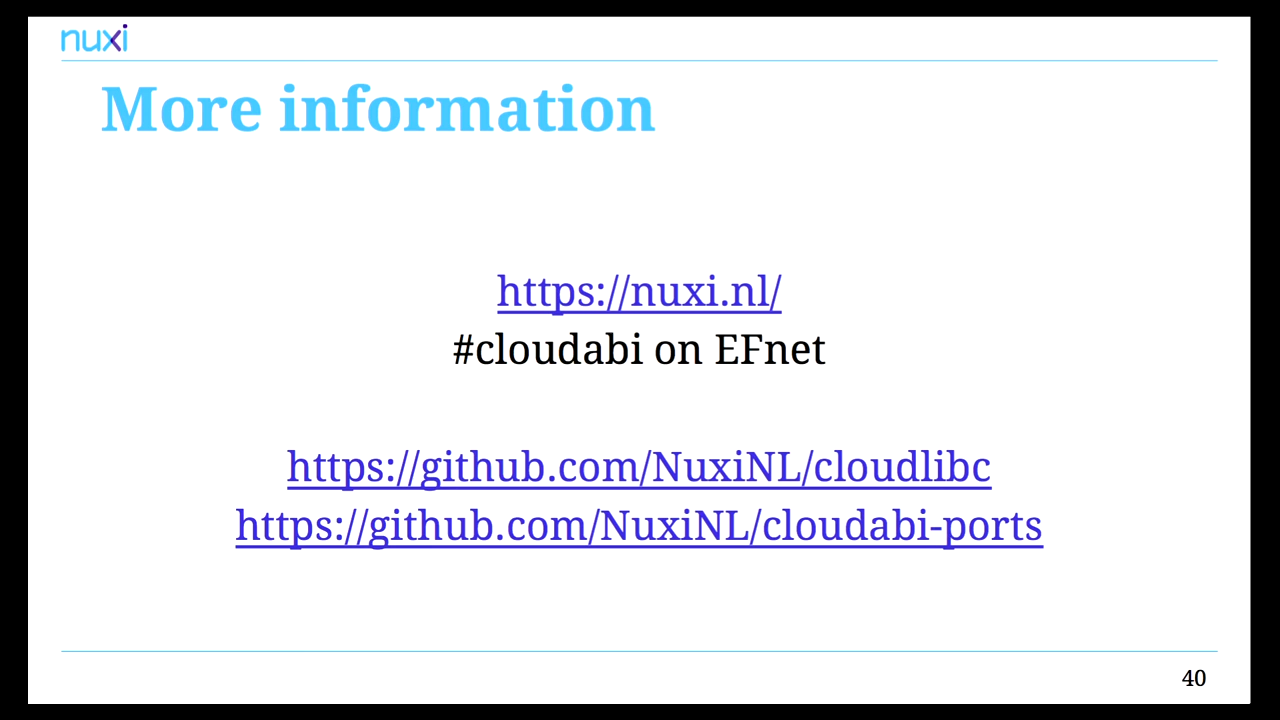 nuxi
More information
https://nuxi.nl/
#cloudabi on EFnet
https://github.com/NuxiNL/cloudlibc
https://github.com/NuxiNL/cloudabi-ports
40